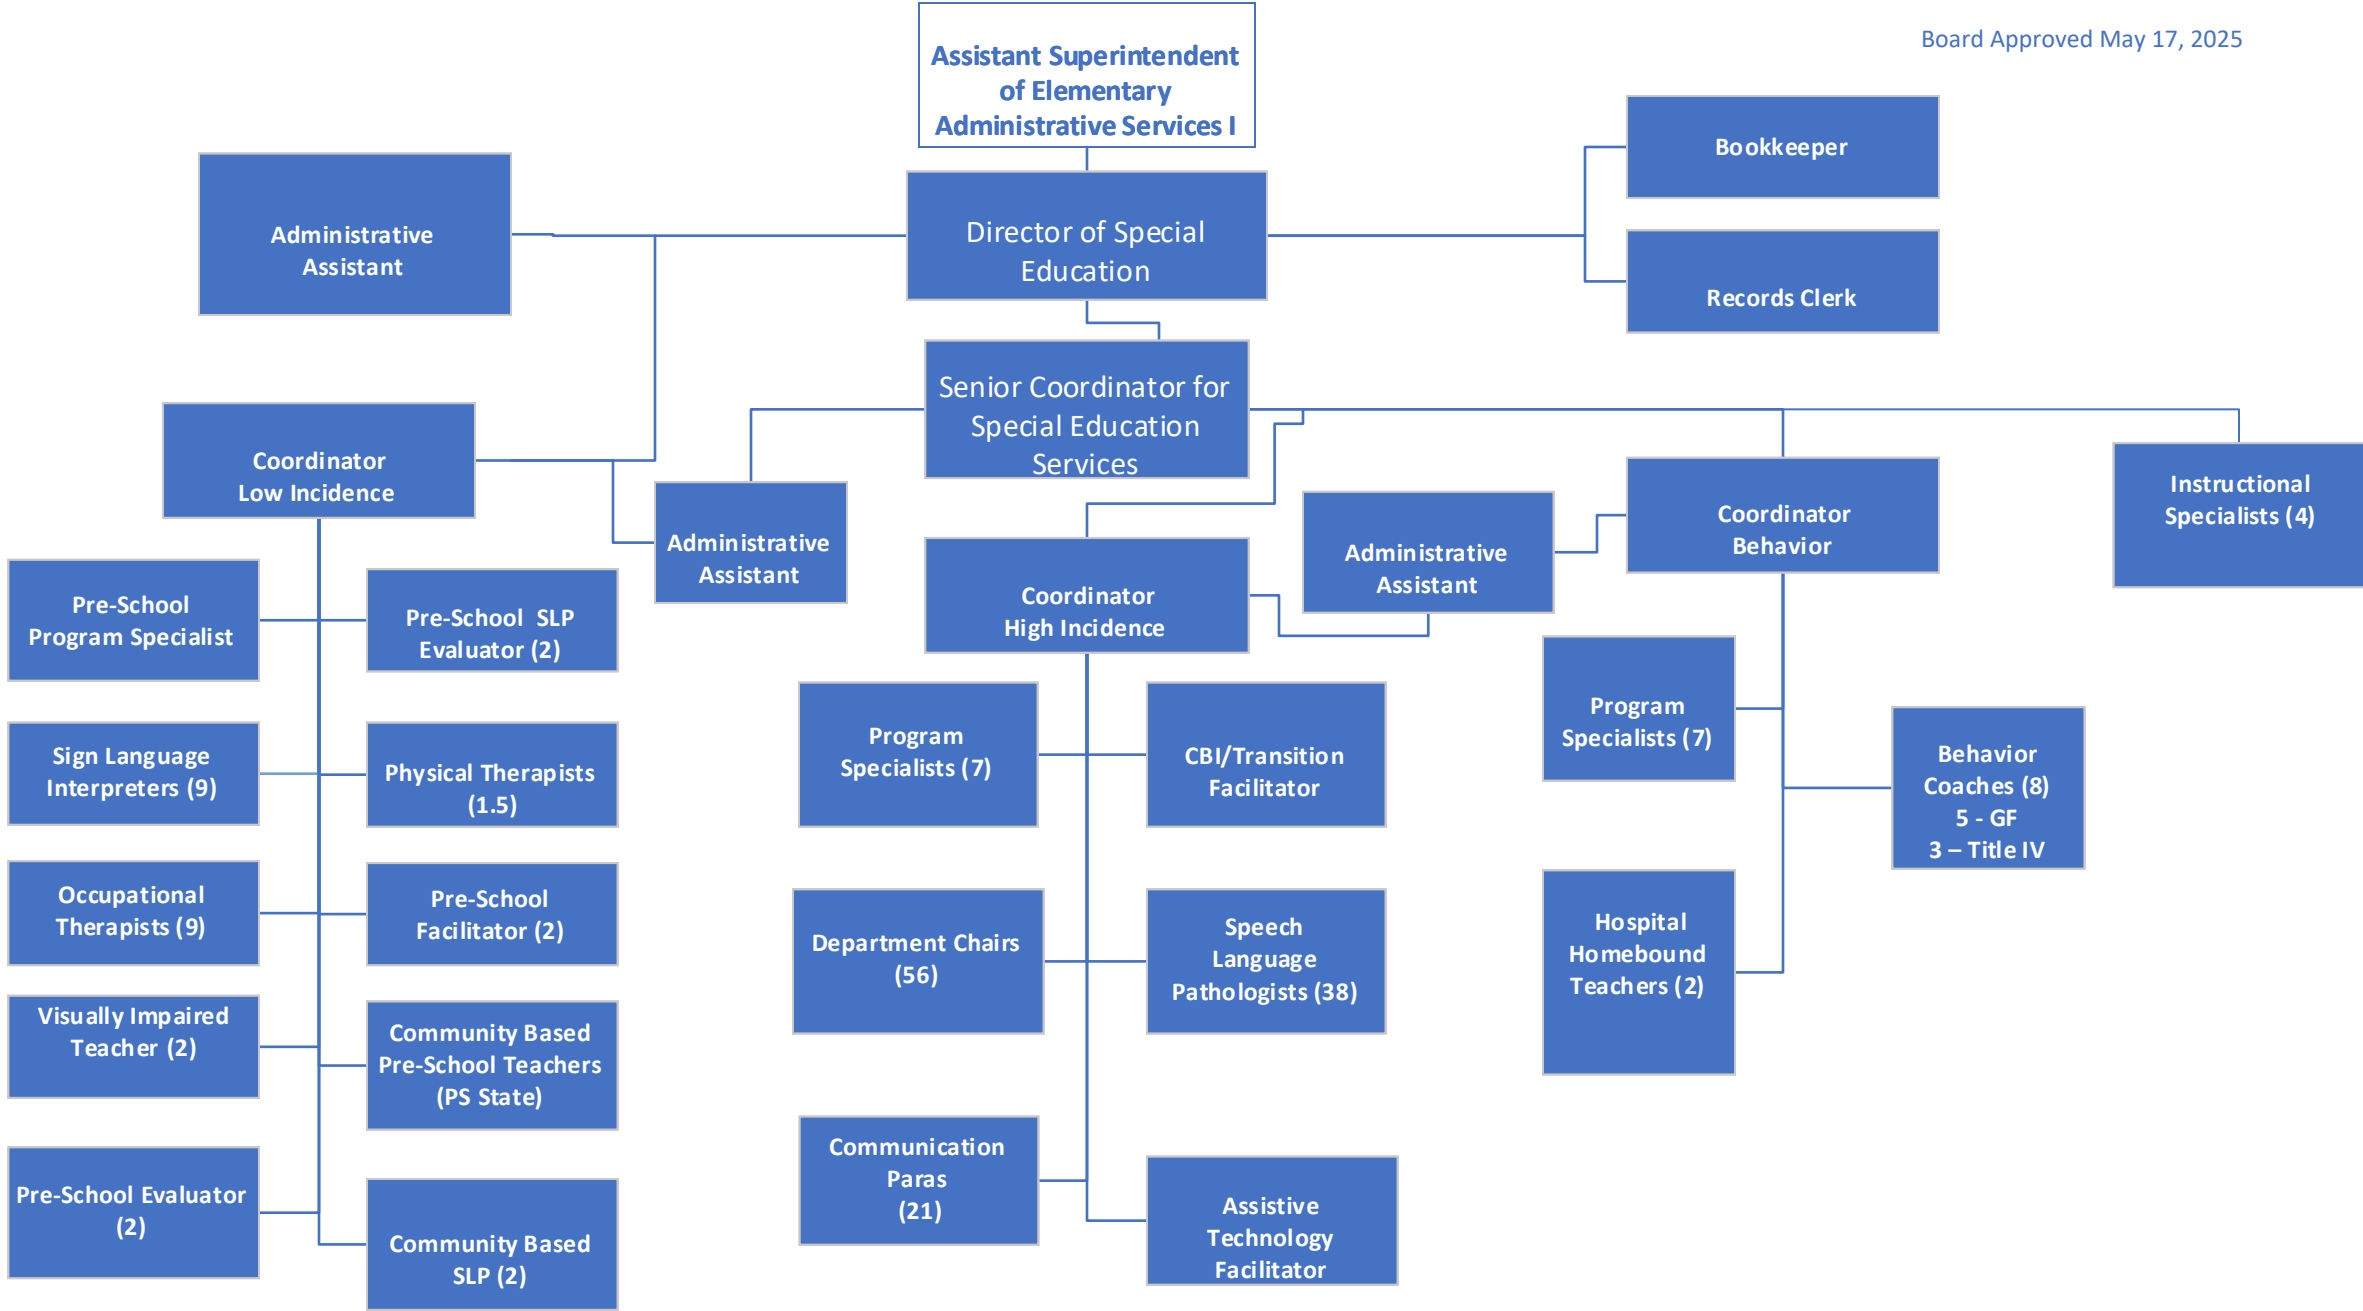 Board Approved May 17, 2025
Assistant Superintendent
of Elementary
Administrative Services I
Administrative
Assistant
Director of Special
Education
Bookkeeper
Records Clerk
Senior Coordinator for
Special Education
Services
Coordinator
Low Incidence
Administrative
Assistant
Coordinator
High Incidence
Administrative
Assistant
Coordinator
Behavior
Instructional
Specialists (4)
Pre-School
Program Specialist
Pre-School SLP
Evaluator (2)
Sign Language
Interpreters (9)
Physical Therapists
(1.5)
Occupational
Therapists (9)
Pre-School
Facilitator (2)
Visually Impaired
Teacher (2)
Community Based
Pre-School Teachers
(PS State)
Pre-School Evaluator
(2)
Community Based
SLP (2)
Program
Specialists (7)
CBI/Transition
Facilitator
Department Chairs
(56)
Speech
Language
Pathologists (38)
Communication
Paras
(21)
Assistive
Technology
Facilitator
Program
Specialists (7)
Behavior
Coaches (8)
5 - GF
3 – Title IV
Hospital
Homebound
Teachers (2)